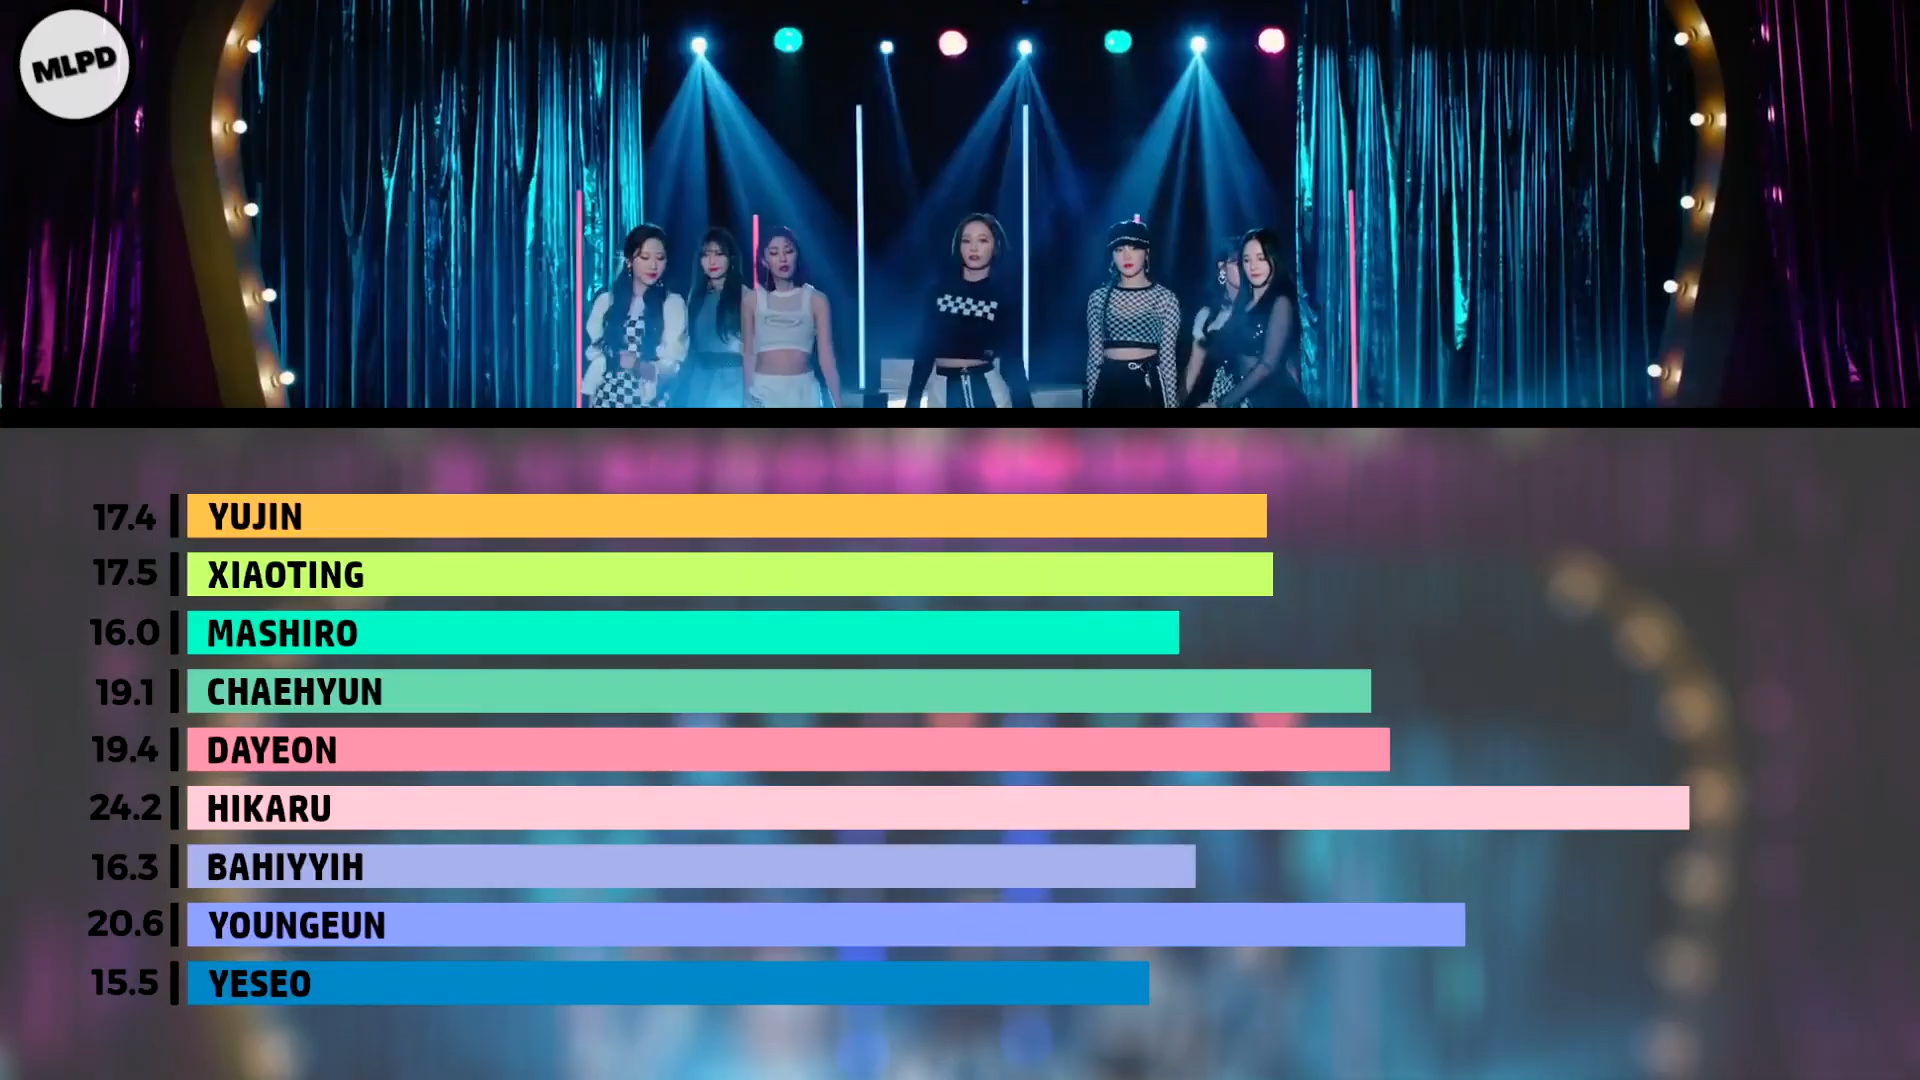 MLPD
17.4 YUJIN
17.5 XIAOTING
16.0 MASHIRO
19.1 CHAEHYUN
19.4 DAYEON
24.2 HIKARU
16.3 BAHIYYIH
20.6 YOUNGEUN
15.5 YESEO